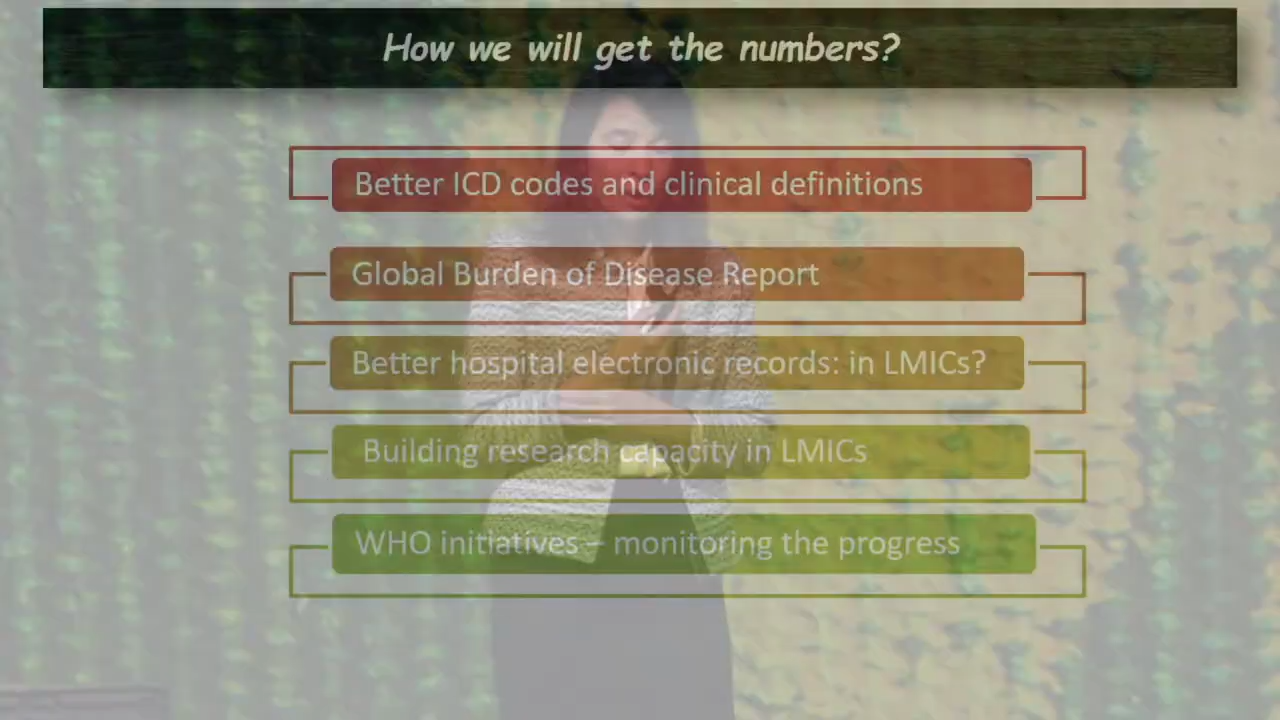 How we will get the numbers?
Better ICD codes and clinical definitions
Global Burden of Disease Report
Better hospital electronic records: in LMICs?
Building research capacity in LMICs
WHO initiatives – monitoring the progress